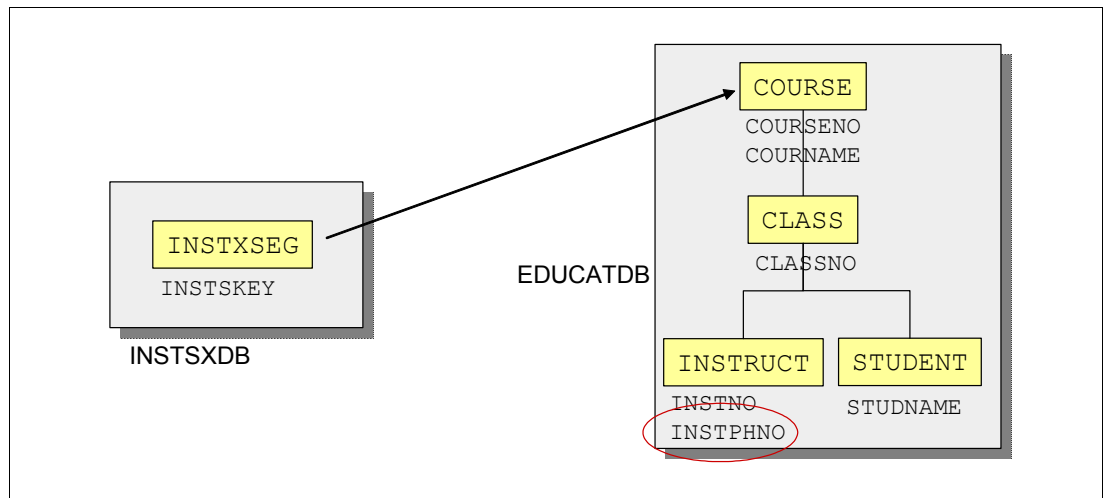 INSTXSEG
INSTSKEY
INSTSXDB
EDUCATDB
COURSE
COURSENO
COURNAME
CLASS
CLASSNO
INSTRUCT
INSTNO
INSTPHNO
STUDENT
STUDNAME